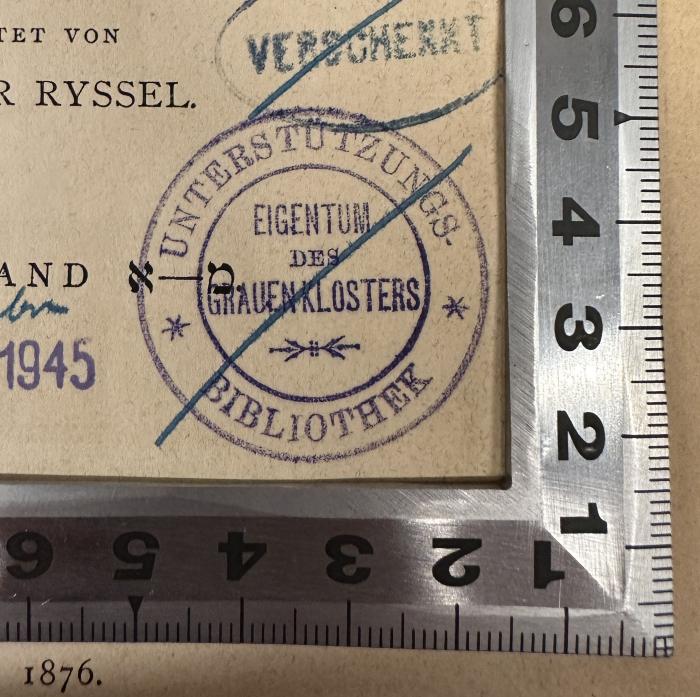 TET VON
VERSCHENKT
R RYSSEL.
UNTERSTÜTZUNGS-
EIGENTUM
DES
GRAUEN KLOSTERS
BIBLIOTHEK
AND א—ט.
1945
6
5
4
3
2
1
6 5 4 3 2 1
1876.